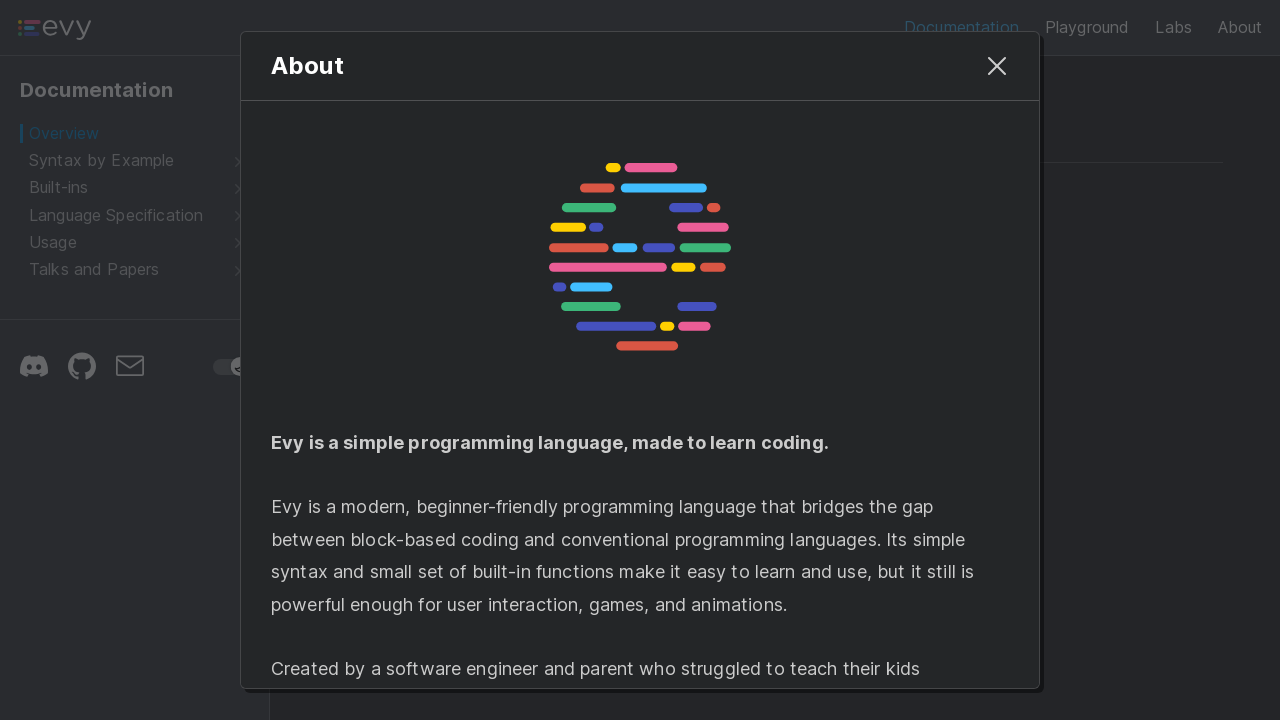 evy
Documentation
Playground
Labs
About
Documentation
Overview
Syntax by Example
Built-ins
Language Specification
Usage
Talks and Papers
About
Evy is a simple programming language, made to learn coding.
Evy is a modern, beginner-friendly programming language that bridges the gap
between block-based coding and conventional programming languages. Its simple
syntax and small set of built-in functions make it easy to learn and use, but it still is
powerful enough for user interaction, games, and animations.
Created by a software engineer and parent who struggled to teach their kids